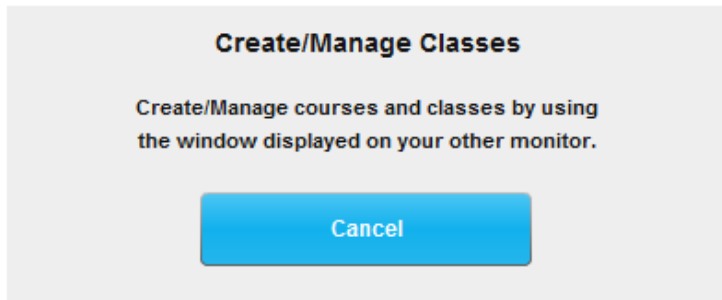 Create/Manage Classes
Create/Manage courses and classes by using
the window displayed on your other monitor.
Cancel